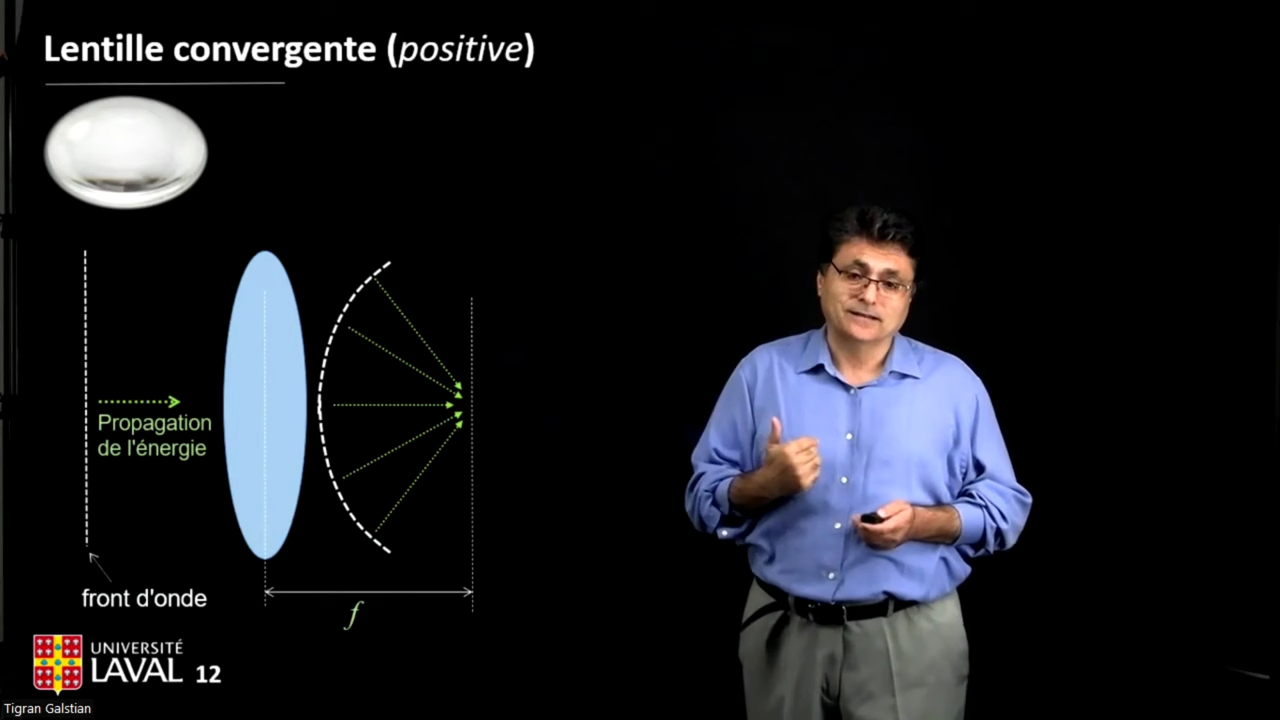 Lentille convergente (positive)
Propagation
de l'énergie
front d'onde
f
UNIVERSITÉ
LAVAL 12
Tigran Galstian